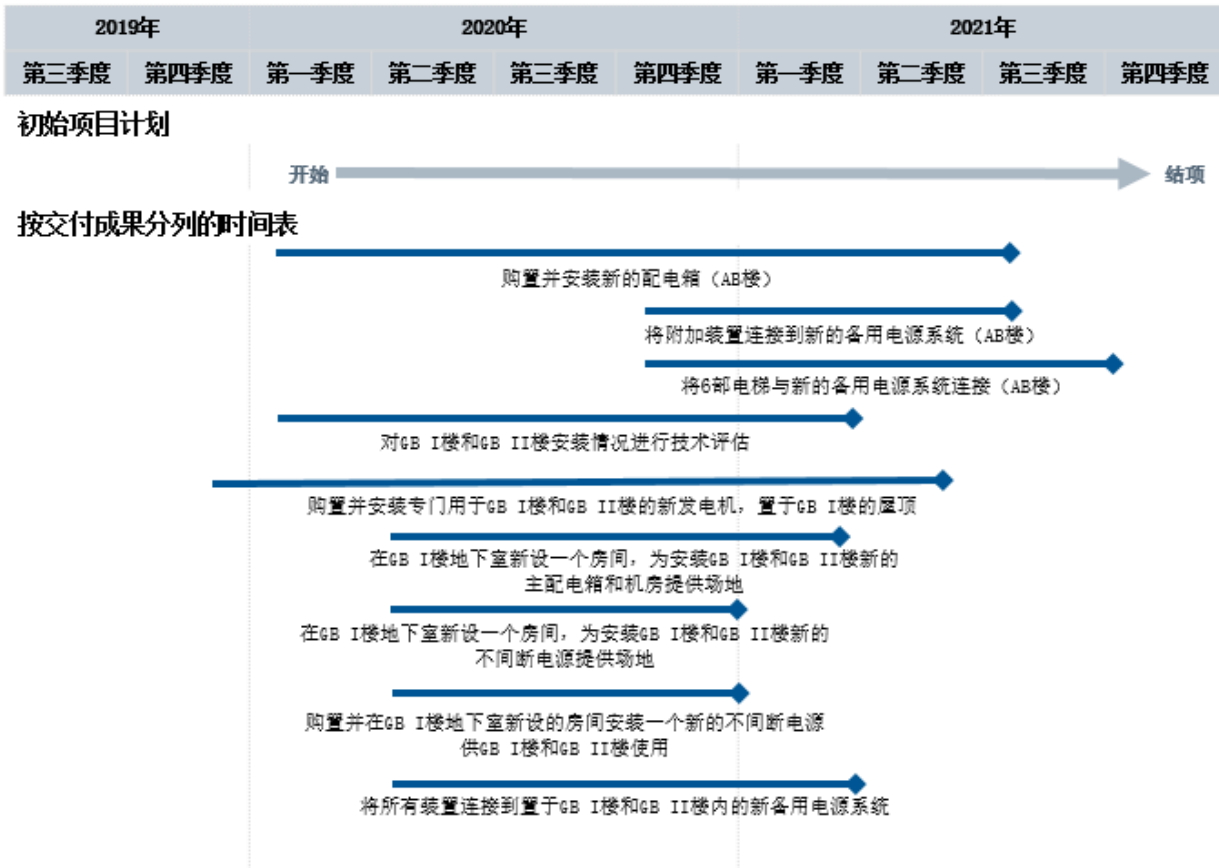 2019年 2020年 2021年
第三季度 第四季度 第一季度 第二季度 第三季度 第四季度 第一季度 第二季度 第三季度 第四季度
初始项目计划
开始 结项
按交付成果分列的时间表
购置并安装新的配电箱（AB楼）
将附加装置连接到新的备用电源系统（AB楼）
将6部电梯与新的备用电源系统连接（AB楼）
对GB I楼和GB II楼安装情况进行技术评估
购置并安装专门用于GB I楼和GB II楼的新发电机，置于GB I楼的屋顶
在GB I楼地下室新设一个房间，为安装GB I楼和GB II楼新的
主配电箱和机房提供场地
在GB I楼地下室新设一个房间，为安装GB I楼和GB II楼新的
不间断电源提供场地
购置并在GB I楼地下室新设的房间安装一个新的不间断电源
供GB I楼和GB II楼使用
将所有装置连接到置于GB I楼和GB II楼内的新备用电源系统